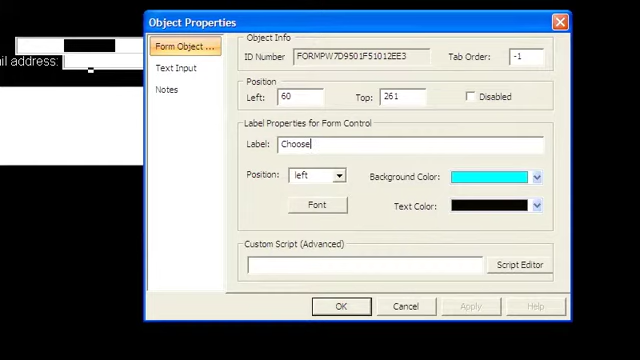 Object Properties
Form Object ...
Text Input
Notes
Object Info
ID Number FORMPW7D9501F51012EE3 Tab Order: -1
Position
Left: 60 Top: 261 Disabled
Label Properties for Form Control
Label: Choose
Position: left Background Color:
Font Text Color:
Custom Script (Advanced)
Script Editor
OK Cancel Apply Help
il address: